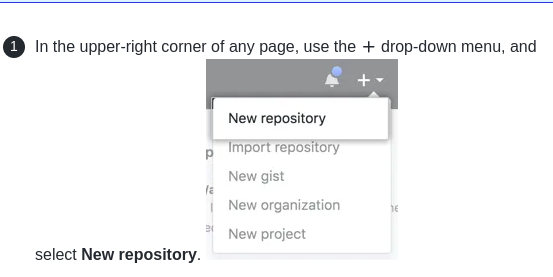 1 In the upper-right corner of any page, use the + drop-down menu, and
New repository
Import repository
New gist
New organization
New project
select New repository.